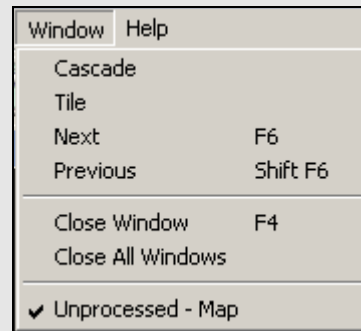 Window Help
Cascade
Tile
Next F6
Previous Shift F6
Close Window F4
Close All Windows
Unprocessed - Map